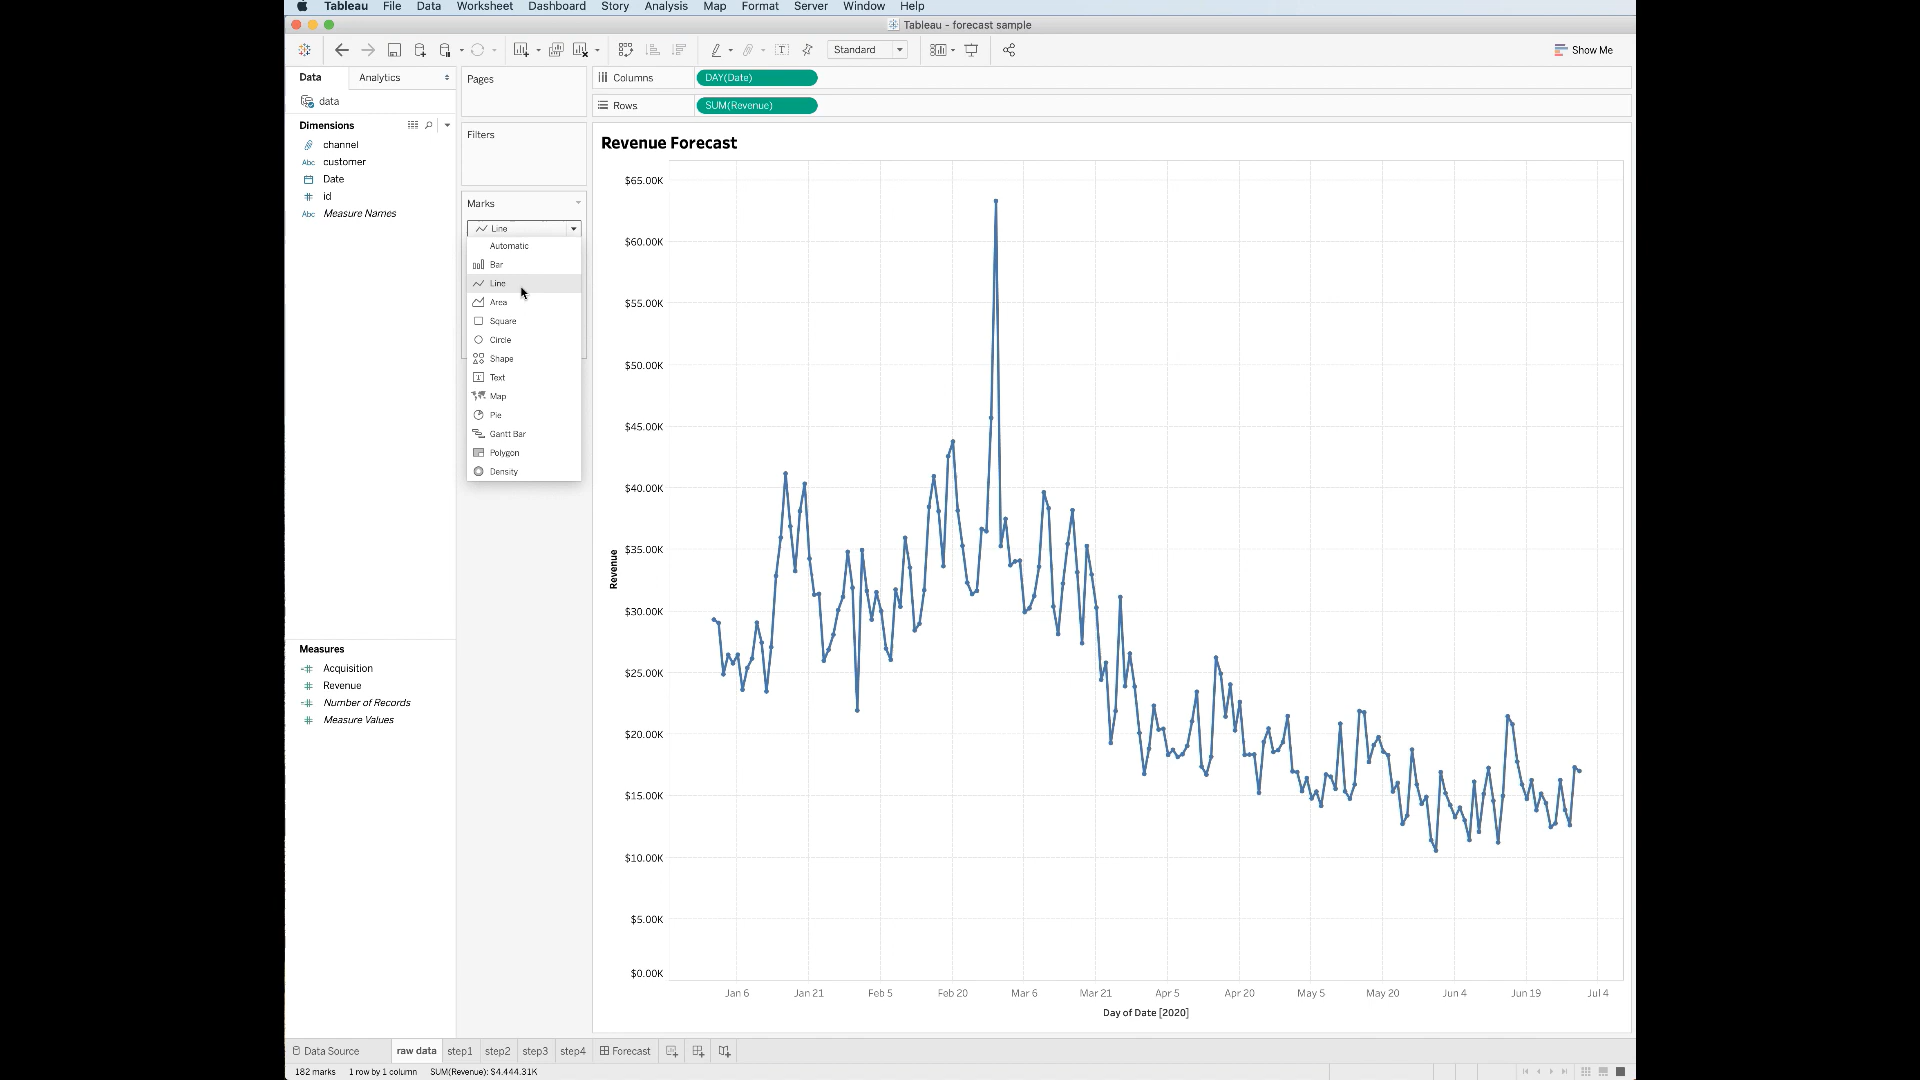 Tableau File Data Worksheet Dashboard Story Analysis Map Format Server Window Help
Tableau - forecast sample
Standard
Show Me
Data Analytics
data
Dimensions
channel
Abc customer
Date
id
Abc Measure Names
Measures
Acquisition
Revenue
Number of Records
Measure Values
Pages
Filters
Marks
Line
Automatic
Bar
Line
Area
Square
Circle
Shape
Text
Map
Pie
Gantt Bar
Polygon
Density
Columns DAY(Date)
Rows SUM(Revenue)
Revenue Forecast
$65.00K
$60.00K
$55.00K
$50.00K
$45.00K
$40.00K
$35.00K
$30.00K
$25.00K
$20.00K
$15.00K
$10.00K
$5.00K
$0.00K
Revenue
Jan 6 Jan 21 Feb 5 Feb 20 Mar 6 Mar 21 Apr 5 Apr 20 May 5 May 20 Jun 4 Jun 19 Jul 4
Day of Date [2020]
Data Source raw data step1 step2 step3 step4 Forecast
182 marks 1 row by 1 column SUM(Revenue): $4,444.31K